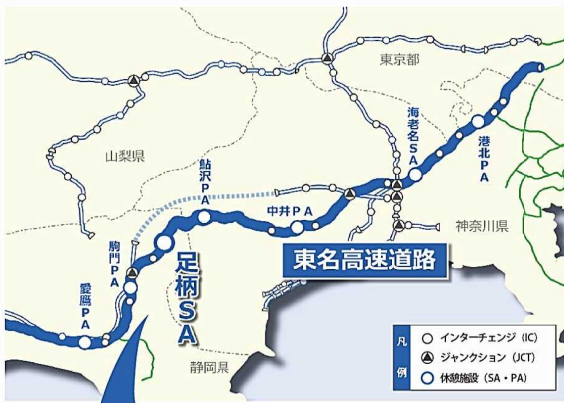 東京都
山梨県
海老名SA
港北PA
鮎沢PA
中井PA
神奈川県
駒門PA
足柄SA
東名高速道路
愛鷹PA
静岡県
凡例
インターチェンジ(IC)
ジャンクション(JCT)
休憩施設(SA・PA)